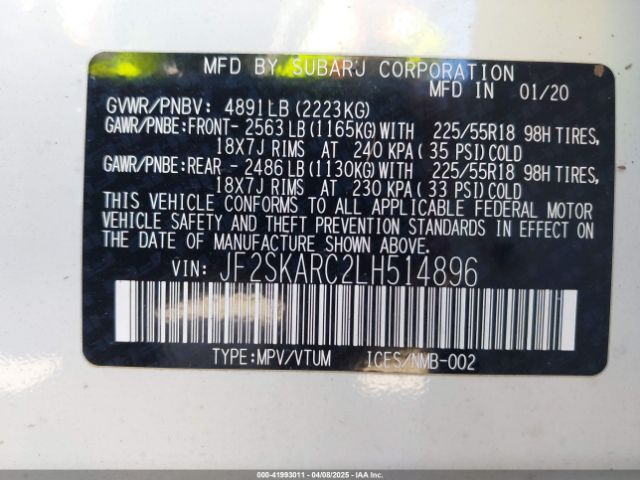 MFD BY SUBARU CORPORATION
MFD IN 01/20
GVWR/PNBV: 4891LB (2223KG)
GAWR/PNBE:FRONT- 2563 LB (1165KG) WITH 225/55R18 98H TIRES,
18X7J RIMS AT 240 KPA ( 35 PSI) COLD
GAWR/PNBE:REAR - 2486 LB (1130KG) WITH 225/55R18 98H TIRES,
18X7J RIMS AT 230 KPA ( 33 PSI) COLD
THIS VEHICLE CONFORMS TO ALL APPLICABLE FEDERAL MOTOR
VEHICLE SAFETY AND THEFT PREVENTION STANDARDS IN EFFECT ON
THE DATE OF MANUFACTURE SHOWN ABOVE.
VIN: JF2SKARC2LH514896
TYPE:MPV/VTUM ICES/NMB-002
000-41993011 - 04/08/2025 - IAAI.COM